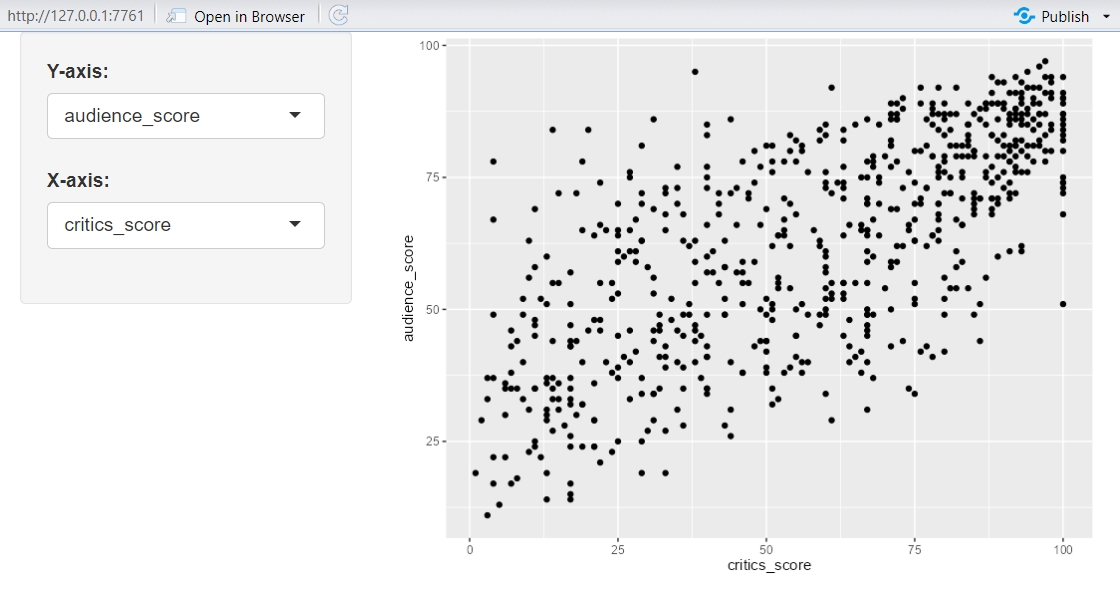 http://127.0.0.1:7761 Open in Browser Publish
Y-axis:
audience_score
X-axis:
critics_score
100
75
50
25
audience_score
0 25 50 75 100
critics_score